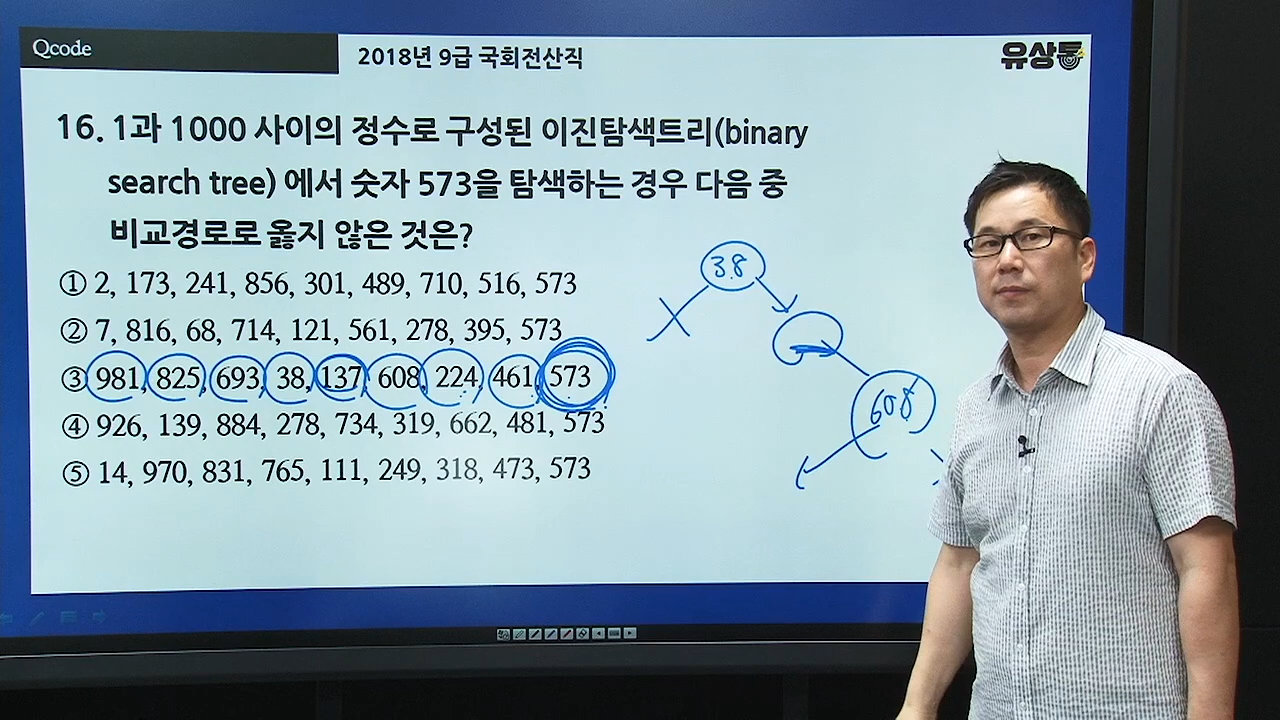 Qcode
2018년 9급 국회전산직
유상통
16. 1과 1000 사이의 정수로 구성된 이진탐색트리(binary
search tree) 에서 숫자 573을 탐색하는 경우 다음 중
비교경로로 옳지 않은 것은?
① 2, 173, 241, 856, 301, 489, 710, 516, 573
② 7, 816, 68, 714, 121, 561, 278, 395, 573
③ 981, 825, 693, 38, 137, 608, 224, 461, 573
④ 926, 139, 884, 278, 734, 319, 662, 481, 573
⑤ 14, 970, 831, 765, 111, 249, 318, 473, 573
3.8
608